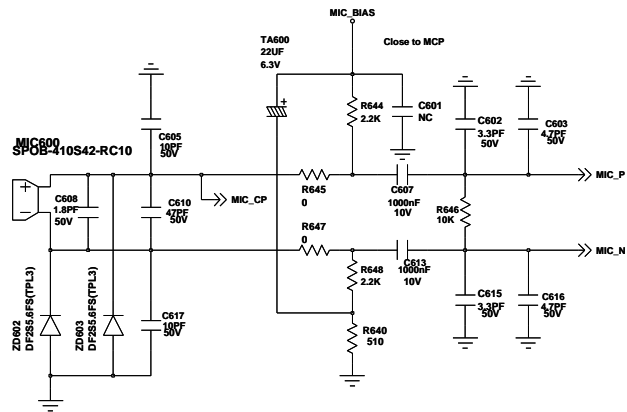 MIC_BIAS
Close to MCP
TA600
22UF
6.3V
R644
2.2K
C601
NC
C605
10PF
50V
C602
3.3PF
50V
C603
4.7PF
50V
MIC600
SPOB-410S42-RC10
C608
1.8PF
50V
C610
47PF
50V
MIC_CP
R645
0
C607
1000nF
10V
MIC_P
R646
10K
R647
0
C613
1000nF
10V
MIC_N
R648
2.2K
ZD602
DF2S5.6FS(TPL3)
ZD603
DF2S5.6FS(TPL3)
C617
10PF
50V
R640
510
C615
3.3PF
50V
C616
4.7PF
50V